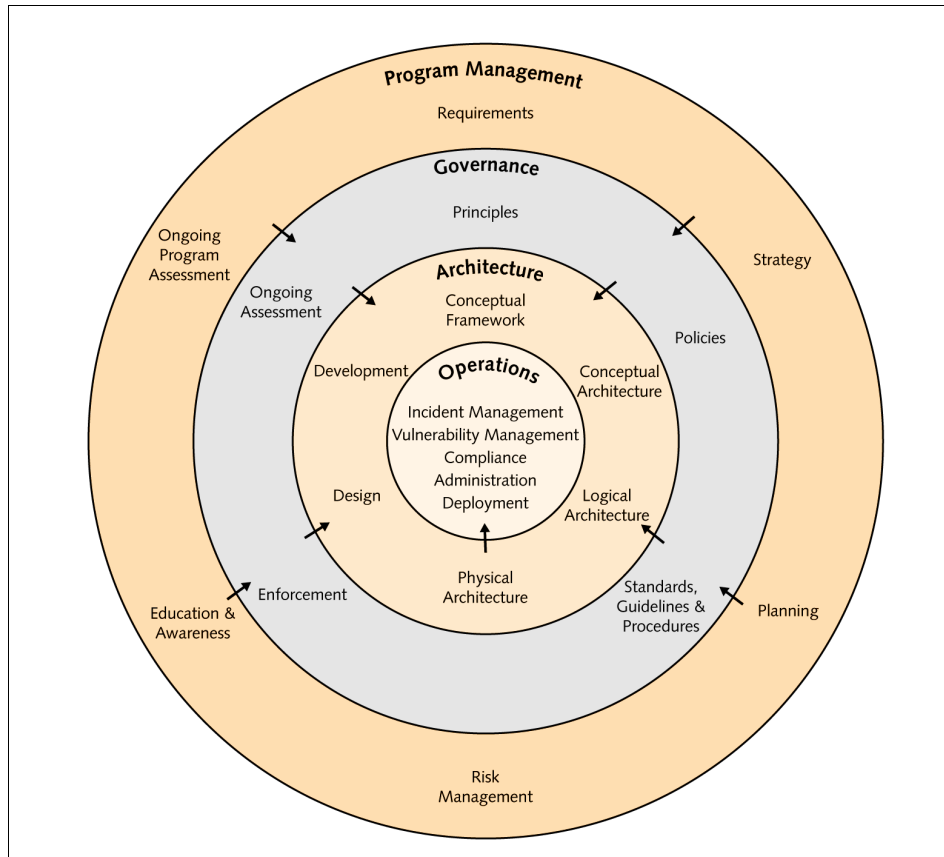 Program Management
Requirements
Governance
Principles
Ongoing
Program
Assessment
Strategy
Ongoing
Assessment
Architecture
Conceptual
Framework
Policies
Development
Operations
Conceptual
Architecture
Incident Management
Vulnerability Management
Compliance
Administration
Deployment
Design
Logical
Architecture
Physical
Architecture
Enforcement
Standards,
Guidelines &
Procedures
Education &
Awareness
Planning
Risk
Management